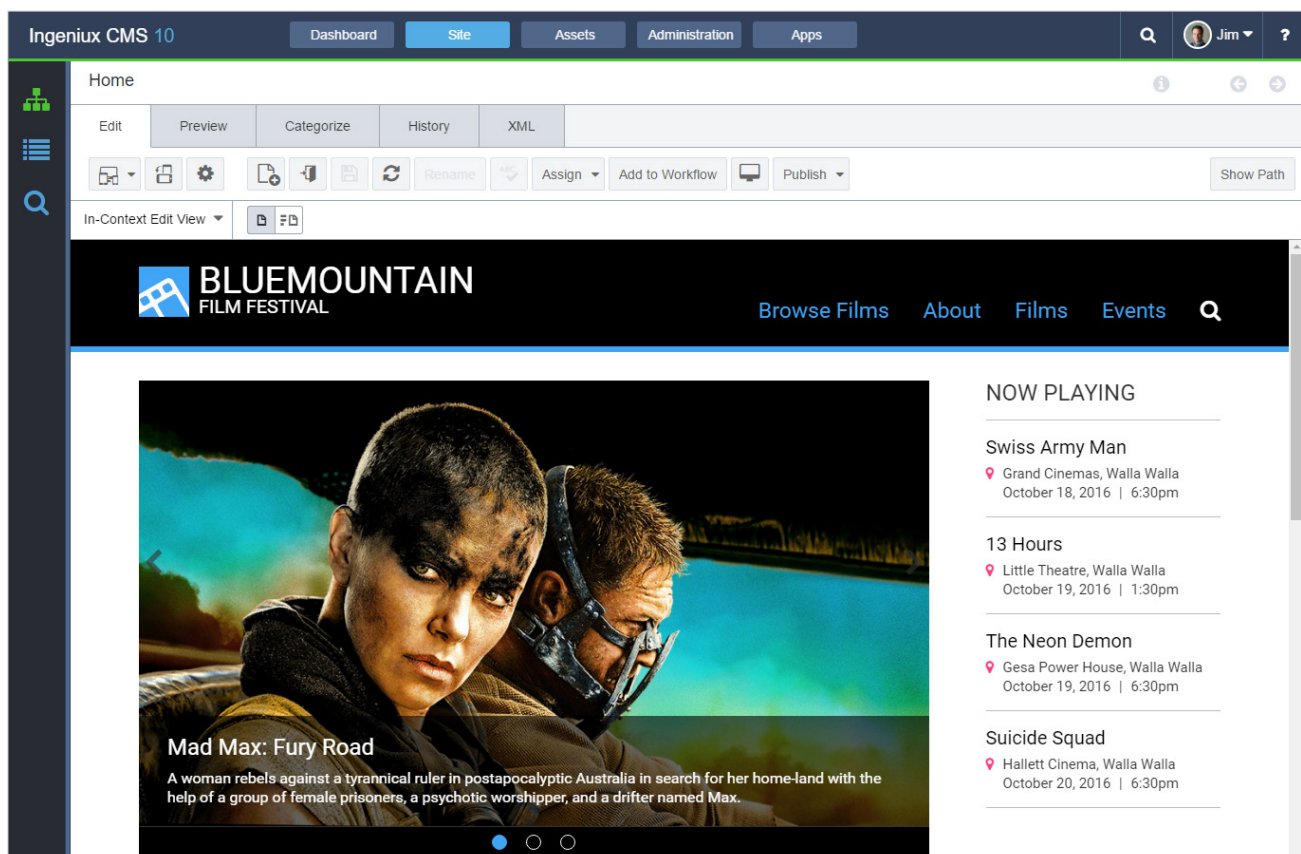 Ingeniux CMS 10
Dashboard
Site
Assets
Administration
Apps
Jim
?
Home
Edit
Preview
Categorize
History
XML
Rename
Assign
Add to Workflow
Publish
Show Path
In-Context Edit View
BLUEMOUNTAIN
FILM FESTIVAL
Browse Films
About
Films
Events
Mad Max: Fury Road
A woman rebels against a tyrannical ruler in postapocalyptic Australia in search for her home-land with the
help of a group of female prisoners, a psychotic worshipper, and a drifter named Max.
NOW PLAYING
Swiss Army Man
Grand Cinemas, Walla Walla
October 18, 2016 | 6:30pm
13 Hours
Little Theatre, Walla Walla
October 19, 2016 | 1:30pm
The Neon Demon
Gesa Power House, Walla Walla
October 19, 2016 | 6:30pm
Suicide Squad
Hallett Cinema, Walla Walla
October 20, 2016 | 6:30pm